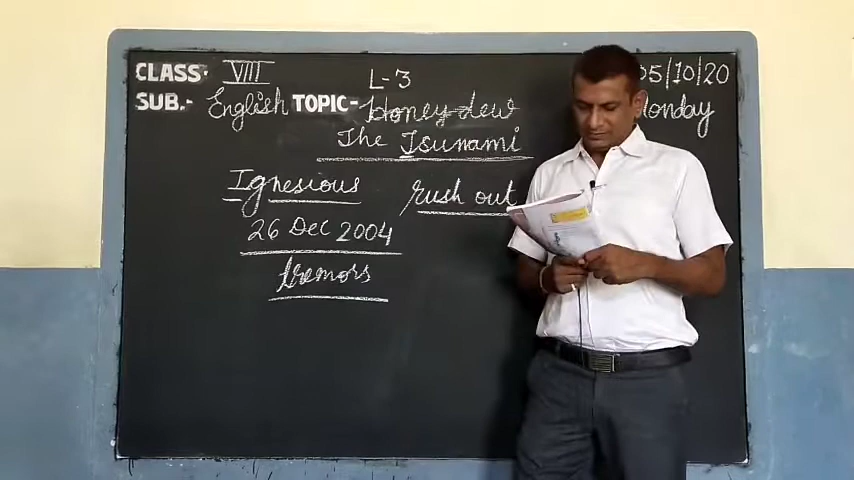 CLASS:- VIII L-3 05/10/20
SUB.- English TOPIC- Honey-dew Monday
The Tsunami
Ignesious rush out
26 Dec 2004
tremors